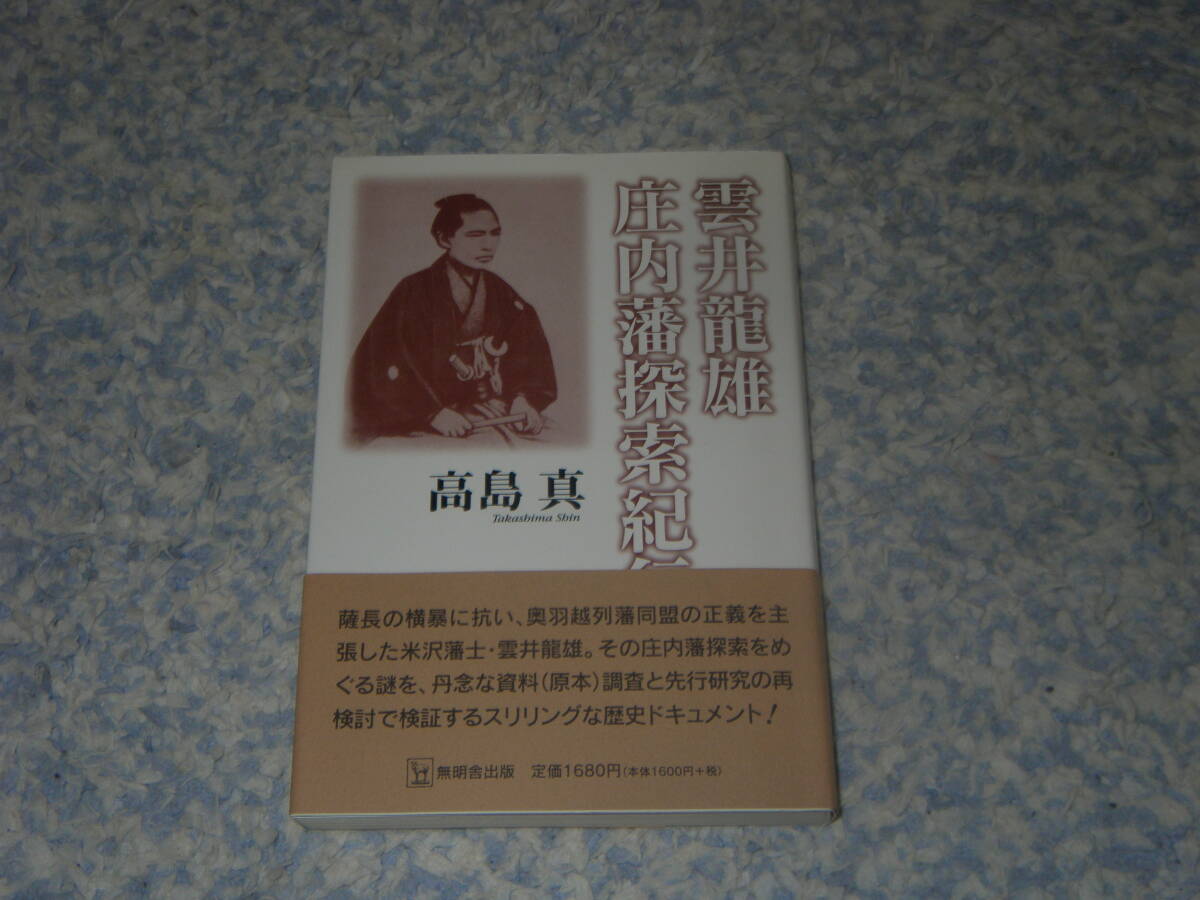 雲井龍雄
庄内藩探索紀
高島 真
Takashima Shin
薩長の横暴に抗い、奥羽越列藩同盟の正義を主
張した米沢藩士・雲井龍雄。その庄内藩探索をめ
ぐる謎を、丹念な資料(原本)調査と先行研究の再
検討で検証するスリリングな歴史ドキュメント!
無明舎出版 定価1680円(本体1600円+税)